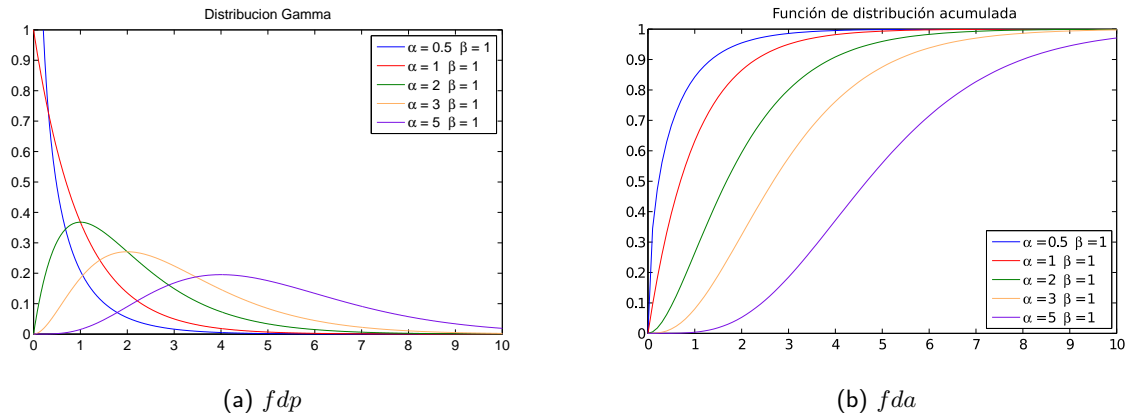 Distribucion Gamma
1
0.9
0.8
0.7
0.6
0.5
0.4
0.3
0.2
0.1
0
0 1 2 3 4 5 6 7 8 9 10
α = 0.5 β = 1
α = 1 β = 1
α = 2 β = 1
α = 3 β = 1
α = 5 β = 1
(a) fdp
Función de distribución acumulada
1
0.9
0.8
0.7
0.6
0.5
0.4
0.3
0.2
0.1
0
0 1 2 3 4 5 6 7 8 9 10
α = 0.5 β = 1
α = 1 β = 1
α = 2 β = 1
α = 3 β = 1
α = 5 β = 1
(b) fda